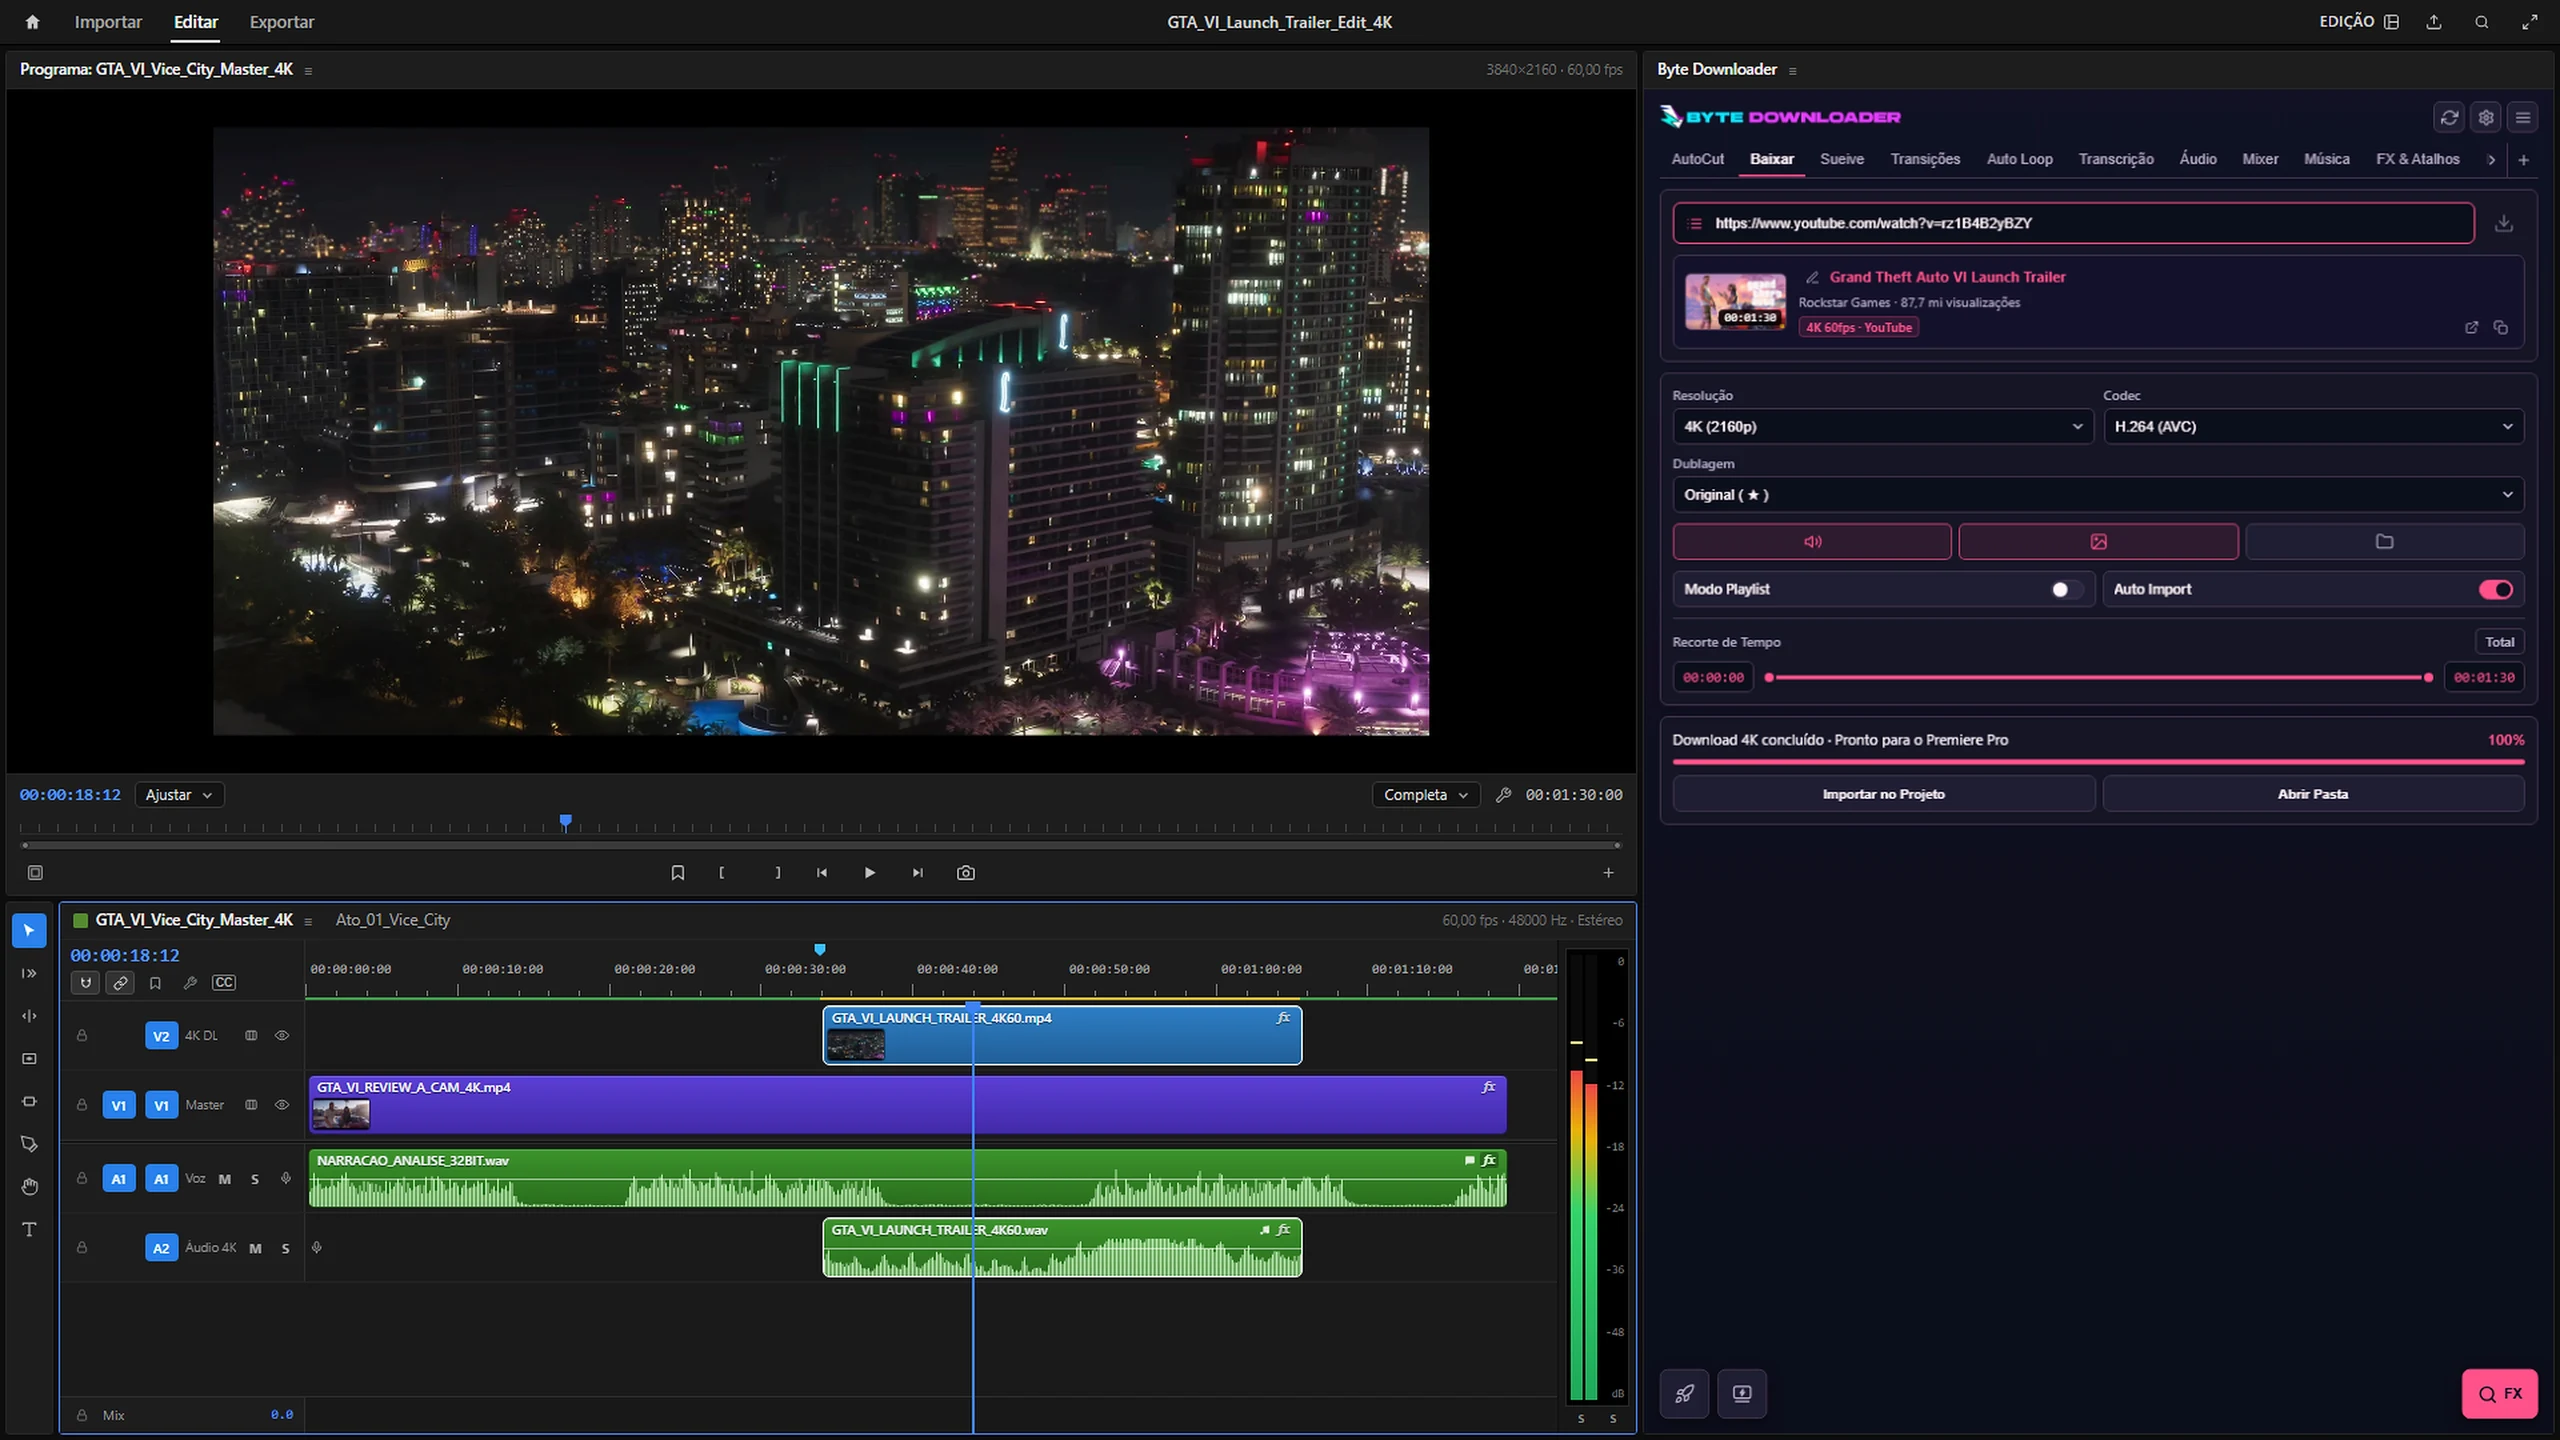 Importar Editar Exportar
GTA_VI_Launch_Trailer_Edit_4K
EDIÇÃO
Programa: GTA_VI_Vice_City_Master_4K
3840×2160 · 60,00 fps
00:00:18:12 Ajustar
Completa 00:01:30:00
GTA_VI_Vice_City_Master_4K Ato_01_Vice_City
60,00 fps · 48000 Hz · Estéreo
00:00:18:12
CC
00:00:00:00 00:00:10:00 00:00:20:00 00:00:30:00 00:00:40:00 00:00:50:00 00:01:00:00 00:01:10:00 00:01
V2 4K DL
GTA_VI_LAUNCH_TRAILER_4K60.mp4 fx
V1 V1 Master
GTA_VI_REVIEW_A_CAM_4K.mp4 fx
A1 A1 Voz M S
NARRACAO_ANALISE_32BIT.wav fx
A2 Áudio 4K M S
GTA_VI_LAUNCH_TRAILER_4K60.wav fx
Mix 0.0
0
-6
-12
-18
-24
-36
-48
dB
S S
Byte Downloader
BYTE DOWNLOADER
AutoCut Baixar Sueive Transições Auto Loop Transcrição Áudio Mixer Música FX & Atalhos
https://www.youtube.com/watch?v=rz1B4B2yBZY
Grand Theft Auto VI Launch Trailer
Rockstar Games · 87,7 mi visualizações
00:01:30
4K 60fps · YouTube
Resolução Codec
4K (2160p) H.264 (AVC)
Dublagem
Original ( ★ )
Modo Playlist Auto Import
Recorte de Tempo Total
00:00:00 00:01:30
Download 4K concluído · Pronto para o Premiere Pro 100%
Importar no Projeto Abrir Pasta
FX